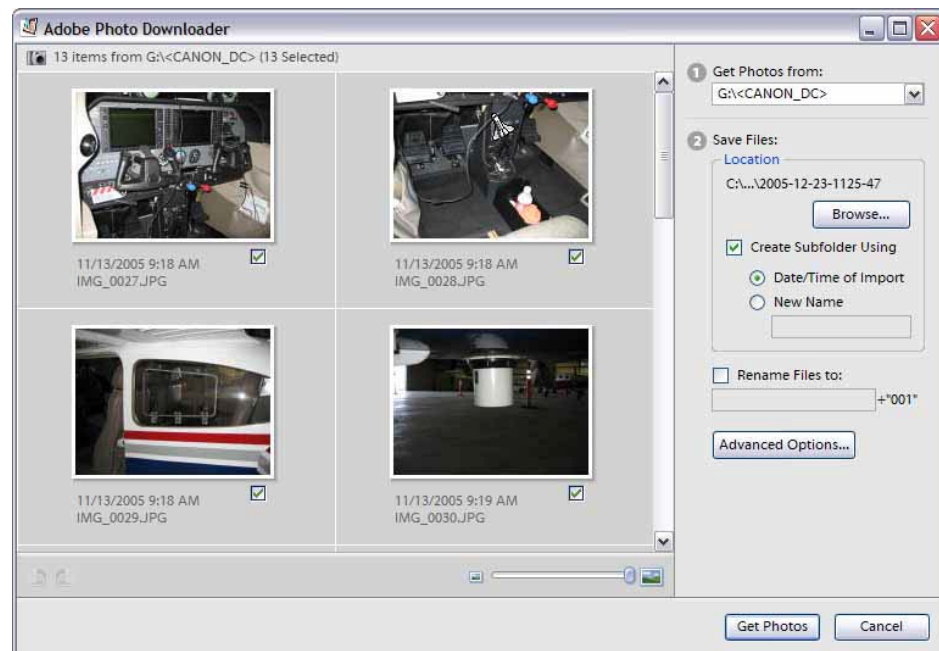 Adobe Photo Downloader
13 items from G:\<CANON_DC> (13 Selected)
11/13/2005 9:18 AM
IMG_0027.JPG
11/13/2005 9:18 AM
IMG_0028.JPG
11/13/2005 9:18 AM
IMG_0029.JPG
11/13/2005 9:19 AM
IMG_0030.JPG
1 Get Photos from:
G:\<CANON_DC>
2 Save Files:
Location
C:\...\2005-12-23-1125-47
Browse...
Create Subfolder Using
Date/Time of Import
New Name
Rename Files to:
+"001"
Advanced Options...
Get Photos
Cancel